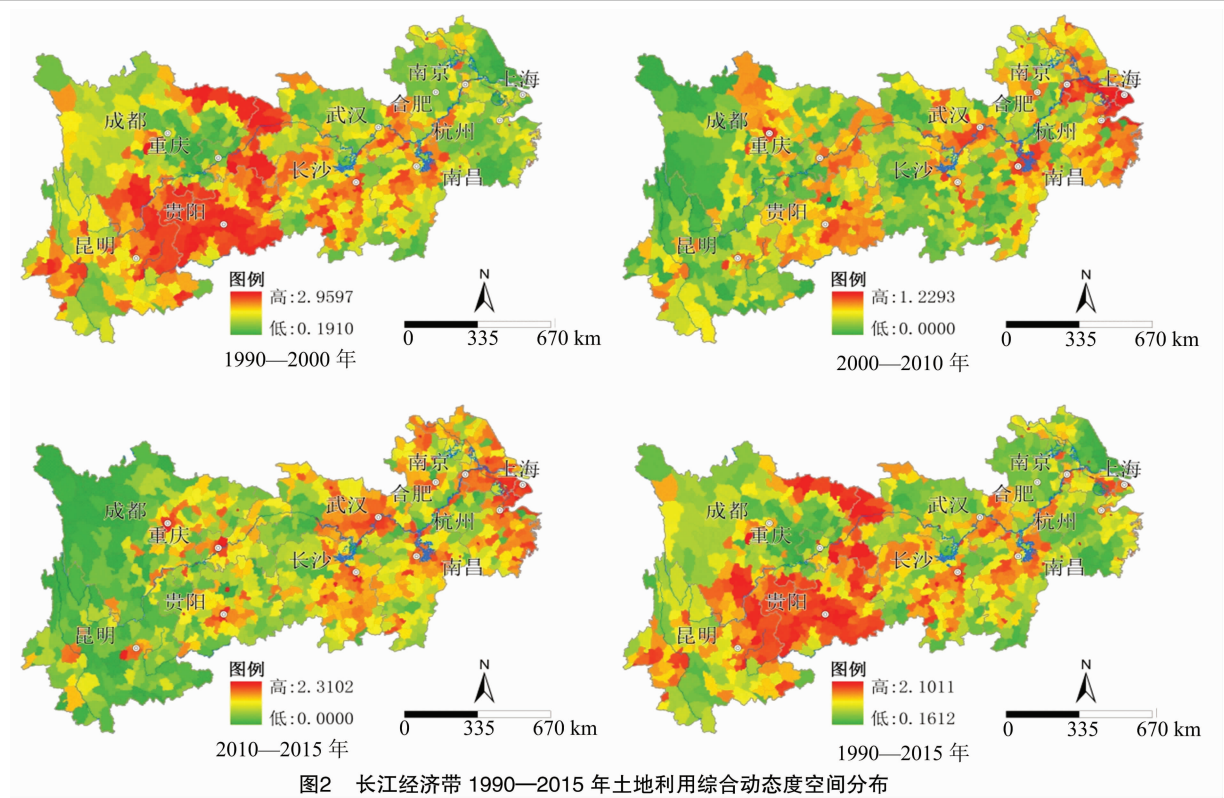 南京
上海
合肥
武汉
杭州
成都
重庆
长沙
南昌
贵阳
昆明
图例
高:2.9597
低:0.1910
N
0 335 670 km
1990—2000 年
南京
上海
合肥
武汉
杭州
成都
重庆
长沙
南昌
贵阳
昆明
图例
高:1.2293
低:0.0000
N
0 335 670 km
2000—2010 年
南京
上海
合肥
武汉
杭州
成都
重庆
长沙
南昌
贵阳
昆明
图例
高:2.3102
低:0.0000
N
0 335 670 km
2010—2015 年
南京
上海
合肥
武汉
杭州
成都
重庆
长沙
南昌
贵阳
昆明
图例
高:2.1011
低:0.1612
N
0 335 670 km
1990—2015 年
图2 长江经济带 1990—2015 年土地利用综合动态度空间分布